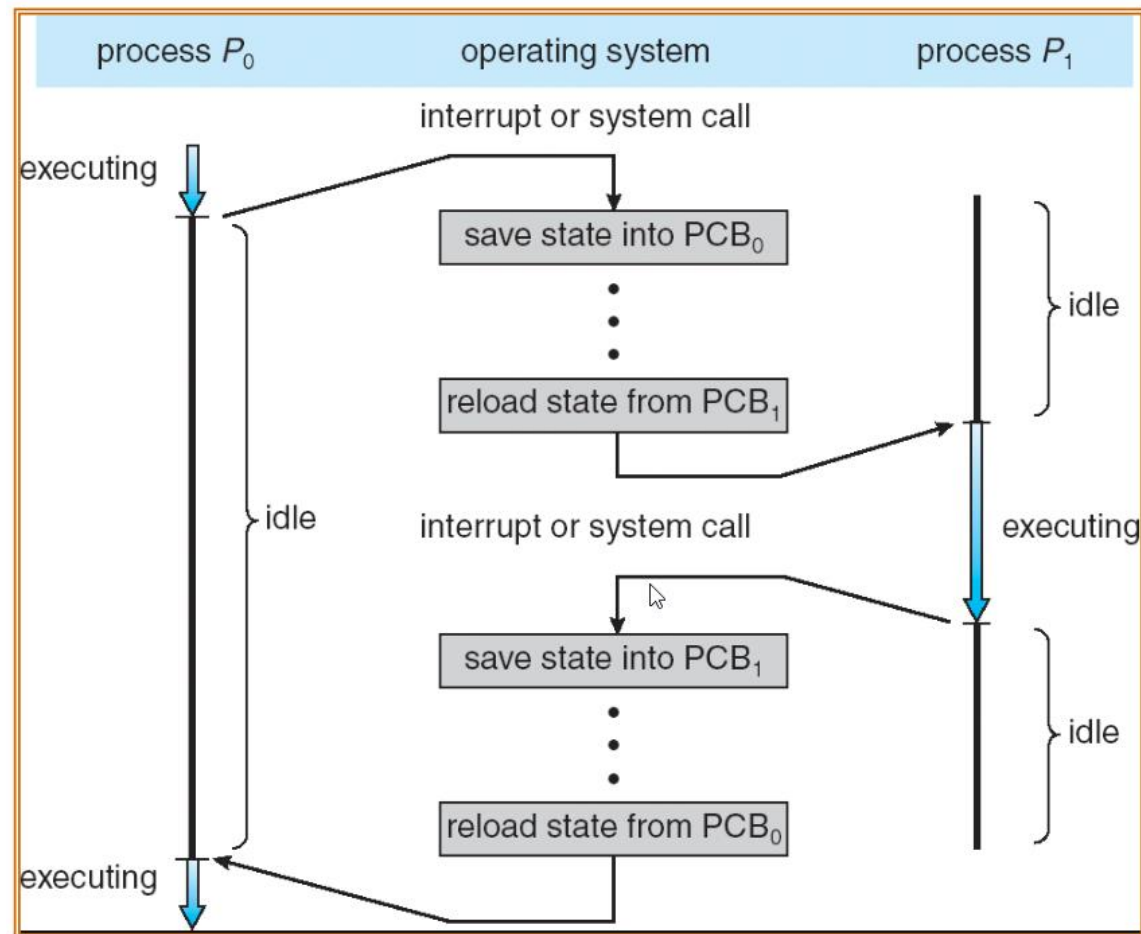 process P₀ operating system process P₁
interrupt or system call
executing
save state into PCB₀
idle
reload state from PCB₁
idle
interrupt or system call
executing
save state into PCB₁
idle
reload state from PCB₀
executing